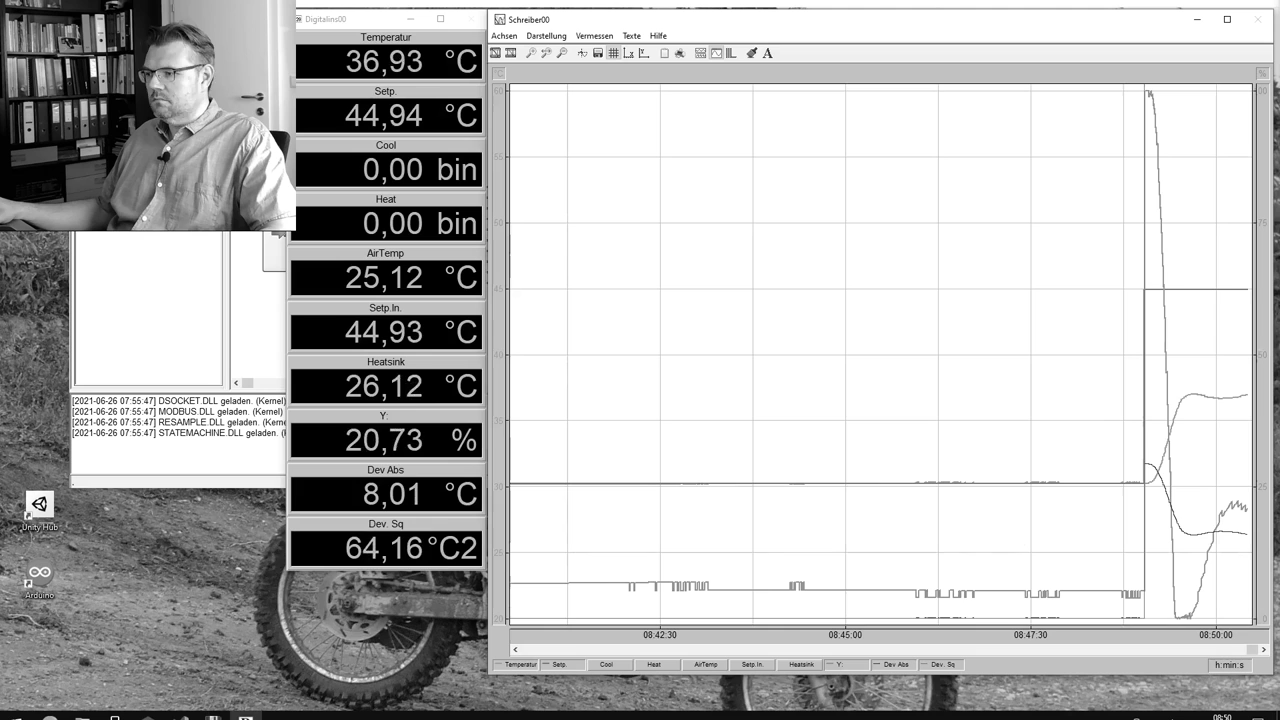 Digitalins00
Temperatur
36,93 °C
Setp.
44,94 °C
Cool
0,00 bin
Heat
0,00 bin
AirTemp
25,12 °C
Setp.In.
44,93 °C
Heatsink
26,12 °C
Y:
20,73 %
Dev Abs
8,01 °C
Dev. Sq
64,16 °C2
[2021-06-26 07:55:47] DSOCKET.DLL geladen. (Kernel)
[2021-06-26 07:55:47] MODBUS.DLL geladen. (Kernel)
[2021-06-26 07:55:47] RESAMPLE.DLL geladen. (Kerne
[2021-06-26 07:55:47] STATEMACHINE.DLL geladen. (
Unity Hub
Arduino
Schreiber00
Achsen Darstellung Vermessen Texte Hilfe
A
°C %
60 00
55
50 75
45
40 50
35
30 25
25
20 0
08:42:30 08:45:00 08:47:30 08:50:00
Temperatur Setp. Cool Heat AirTemp Setp.In. Heatsink Y: Dev Abs Dev. Sq h:min:s
08:50